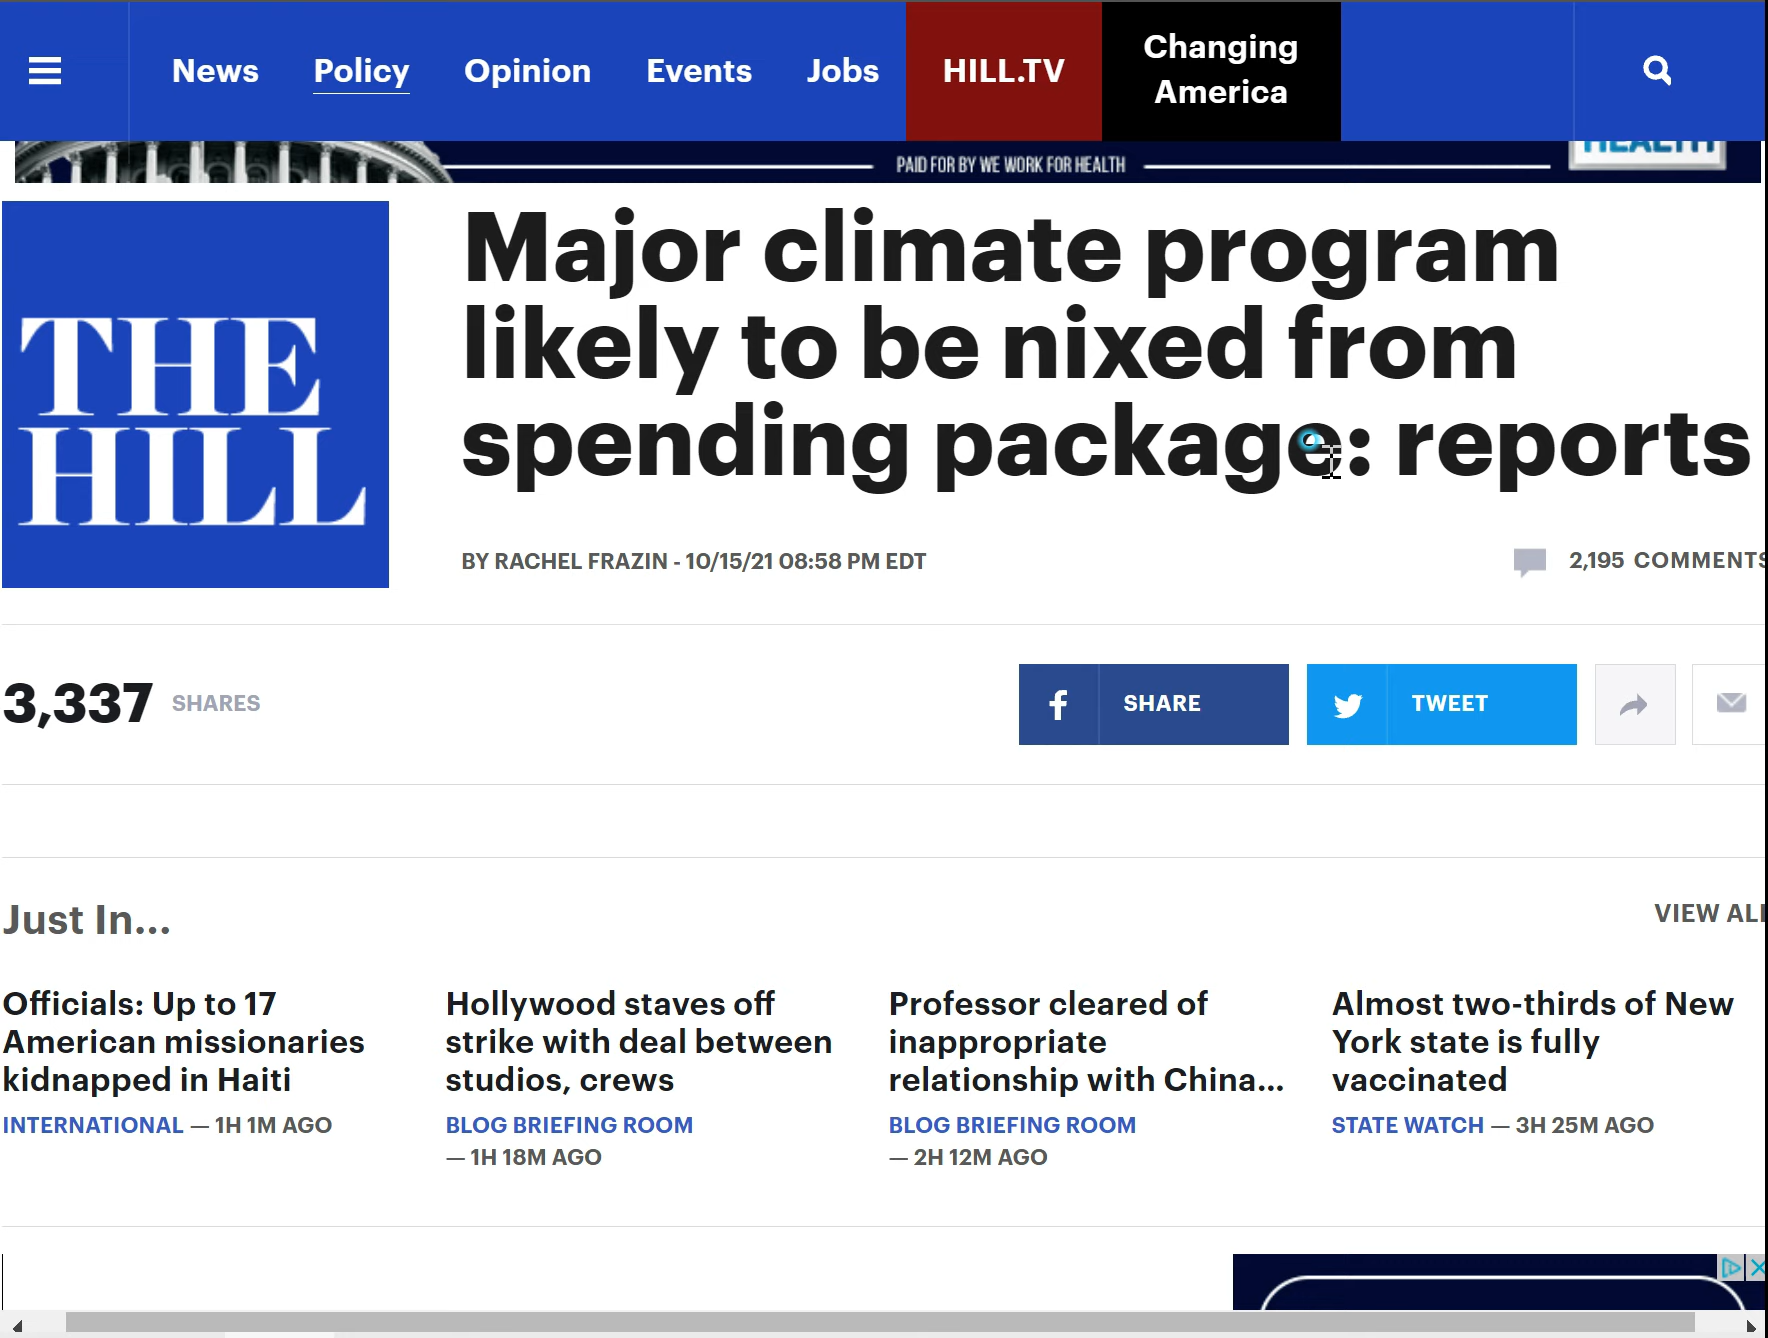 News Policy Opinion Events Jobs HILL.TV Changing America
PAID FOR BY WE WORK FOR HEALTH
HEALTH
THE
HILL
Major climate program
likely to be nixed from
spending package: reports
BY RACHEL FRAZIN - 10/15/21 08:58 PM EDT
2,195 COMMENTS
3,337 SHARES
SHARE
TWEET
Just In...
VIEW ALL
Officials: Up to 17
American missionaries
kidnapped in Haiti
INTERNATIONAL — 1H 1M AGO
Hollywood staves off
strike with deal between
studios, crews
BLOG BRIEFING ROOM
— 1H 18M AGO
Professor cleared of
inappropriate
relationship with China...
BLOG BRIEFING ROOM
— 2H 12M AGO
Almost two-thirds of New
York state is fully
vaccinated
STATE WATCH — 3H 25M AGO